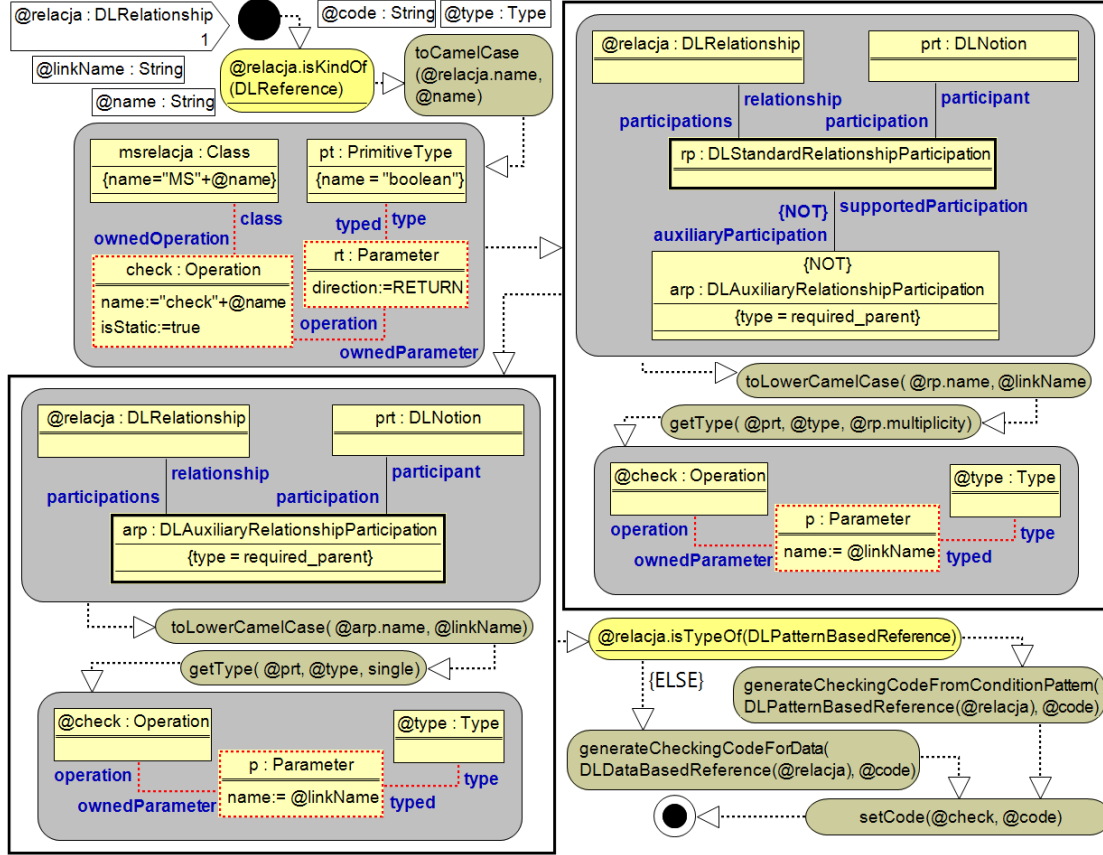 @relacja : DLRelationship
1
@code : String
@type : Type
@linkName : String
@name : String
@relacja.isKindOf
(DLReference)
toCamelCase
(@relacja.name,
@name)
msrelacja : Class
{name="MS"+@name}
pt : PrimitiveType
{name = "boolean"}
class
typed
type
ownedOperation
check : Operation
name:="check"+@name
isStatic:=true
rt : Parameter
direction:=RETURN
operation
ownedParameter
@relacja : DLRelationship
prt : DLNotion
relationship
participant
participations
participation
rp : DLStandardRelationshipParticipation
{NOT}
supportedParticipation
auxiliaryParticipation
{NOT}
arp : DLAuxiliaryRelationshipParticipation
{type = required_parent}
toLowerCamelCase( @rp.name, @linkName
getType( @prt, @type, @rp.multiplicity)
@check : Operation
@type : Type
operation
p : Parameter
type
ownedParameter
name:= @linkName
typed
@relacja : DLRelationship
prt : DLNotion
relationship
participant
participations
participation
arp : DLAuxiliaryRelationshipParticipation
{type = required_parent}
toLowerCamelCase( @arp.name, @linkName)
getType( @prt, @type, single)
@check : Operation
@type : Type
operation
p : Parameter
type
ownedParameter
name:= @linkName
typed
@relacja.isTypeOf(DLPatternBasedReference)
{ELSE}
generateCheckingCodeFromConditionPattern(
DLPatternBasedReference(@relacja), @code)
generateCheckingCodeForData(
DLDataBasedReference(@relacja), @code)
setCode(@check, @code)